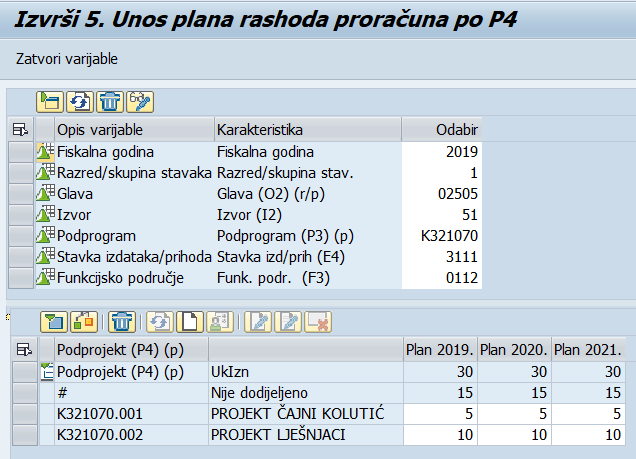 Izvrši 5. Unos plana rashoda proračuna po P4
Zatvori varijable
Opis varijable Karakteristika Odabir
Fiskalna godina Fiskalna godina 2019
Razred/skupina stavaka Razred/skupina stav. 1
Glava Glava (O2) (r/p) 02505
Izvor Izvor (I2) 51
Podprogram Podprogram (P3) (p) K321070
Stavka izdataka/prihoda Stavka izd/prih (E4) 3111
Funkcijsko područje Funk. podr. (F3) 0112
Podprojekt (P4) (p) Plan 2019. Plan 2020. Plan 2021.
Podprojekt (P4) (p) UkIzn 30 30 30
# Nije dodijeljeno 15 15 15
K321070.001 PROJEKT ČAJNI KOLUTIĆ 5 5 5
K321070.002 PROJEKT LJEŠNJACI 10 10 10